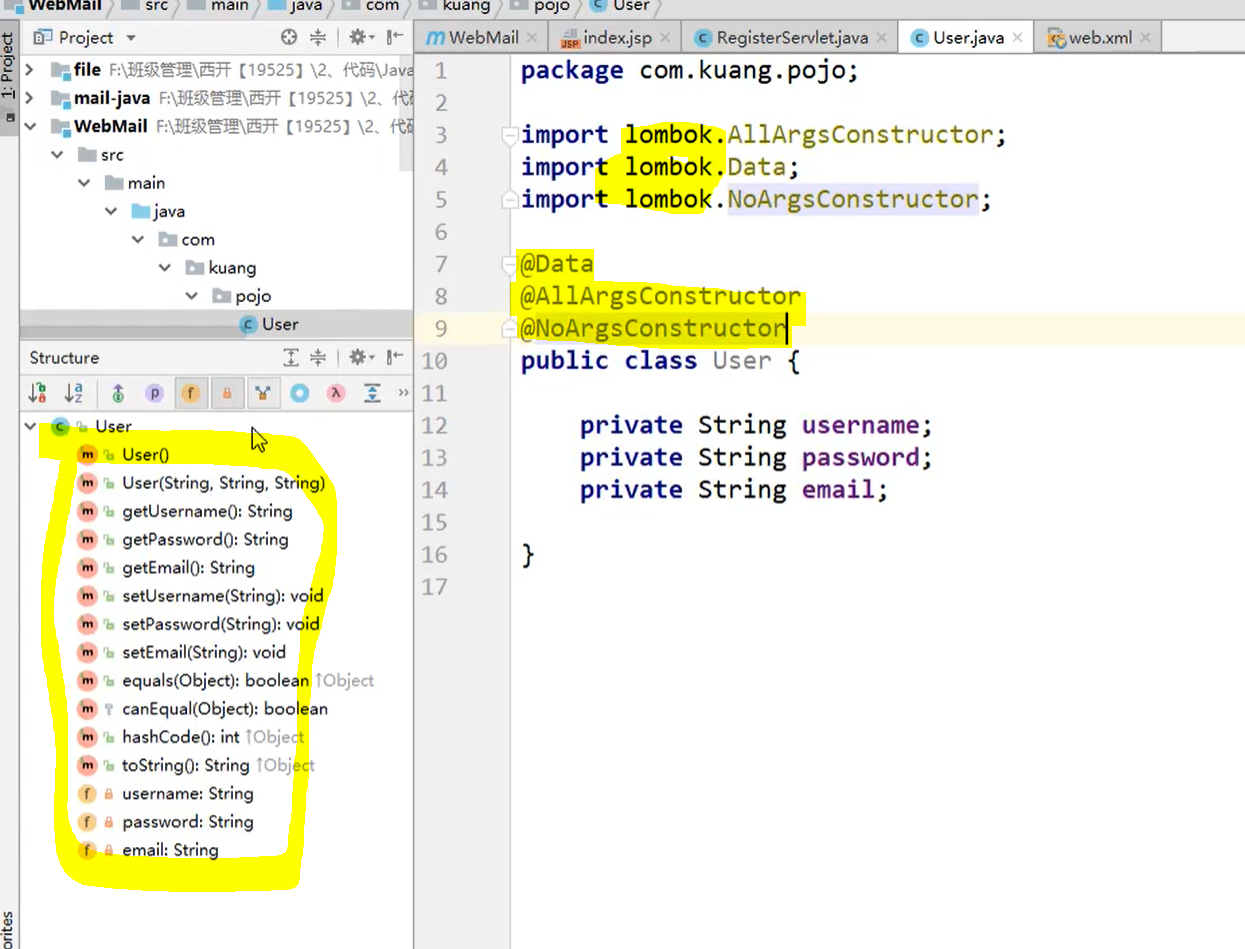 WebMail src main java com kuang pojo User
1: Project
Project
file F:\班级管理\西开【19525】\2、代码\Java
mail-java F:\班级管理\西开【19525】\2、代
WebMail F:\班级管理\西开【19525】\2、代码
src
main
java
com
kuang
pojo
User
Structure
User
User()
User(String, String, String)
getUsername(): String
getPassword(): String
getEmail(): String
setUsername(String): void
setPassword(String): void
setEmail(String): void
equals(Object): boolean ↑Object
canEqual(Object): boolean
hashCode(): int ↑Object
toString(): String ↑Object
username: String
password: String
email: String
WebMail index.jsp RegisterServlet.java User.java web.xml
1 package com.kuang.pojo;
2
3 import lombok.AllArgsConstructor;
4 import lombok.Data;
5 import lombok.NoArgsConstructor;
6
7 @Data
8 @AllArgsConstructor
9 @NoArgsConstructor
10 public class User {
11
12 private String username;
13 private String password;
14 private String email;
15
16 }
17